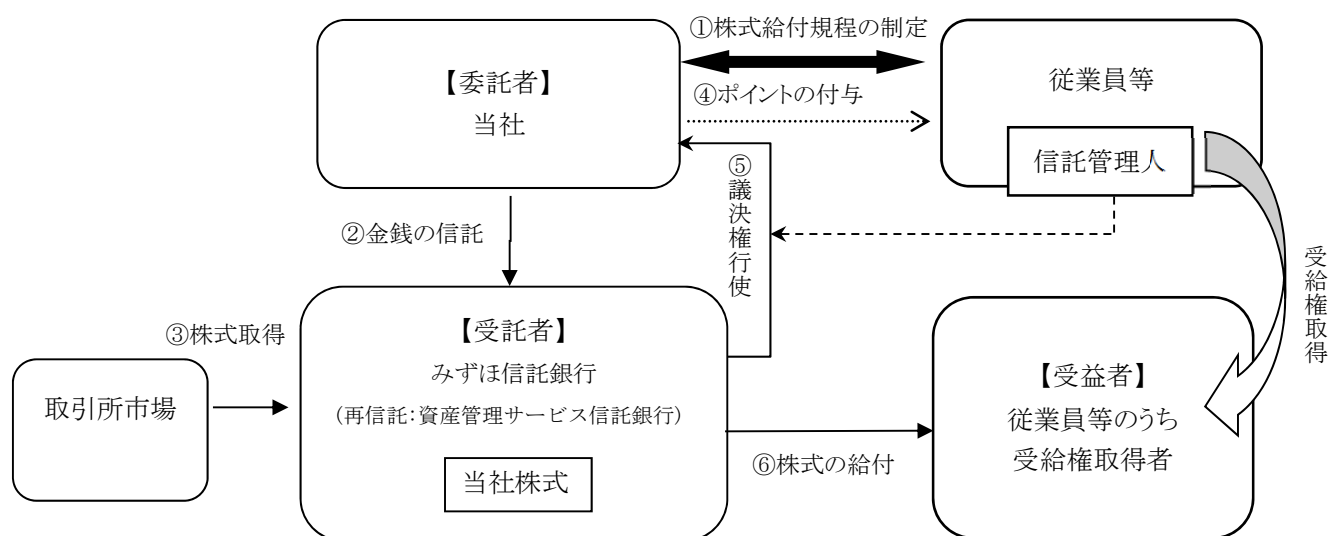 ①株式給付規程の制定
【委託者】
当社
従業員等
④ポイントの付与
信託管理人
⑤議決権行使
②金銭の信託
受給権取得
③株式取得
【受託者】
みずほ信託銀行
(再信託:資産管理サービス信託銀行)
当社株式
取引所市場
【受益者】
従業員等のうち
受給権取得者
⑥株式の給付